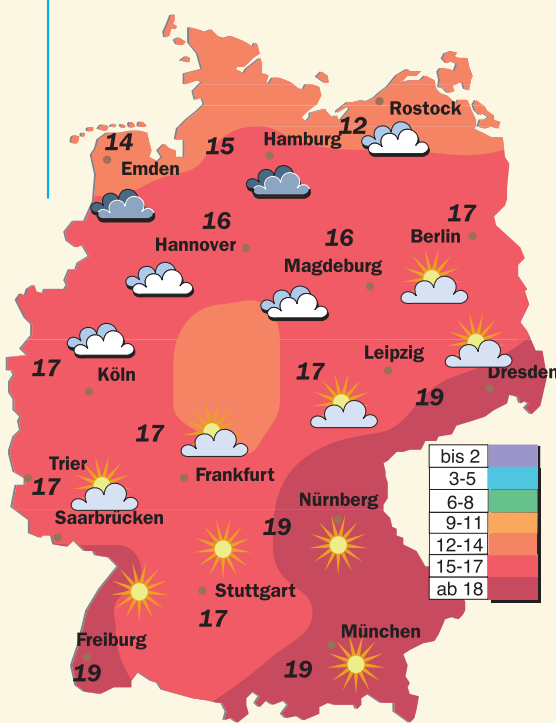 Rostock
12
14
15
Hamburg
Emden
16
17
Hannover
16
Berlin
Magdeburg
17
Köln
Leipzig
17
Dresden
19
17
Trier
Frankfurt
17
Nürnberg
Saarbrücken
19
Stuttgart
17
München
Freiburg
19
19
bis 2
3-5
6-8
9-11
12-14
15-17
ab 18